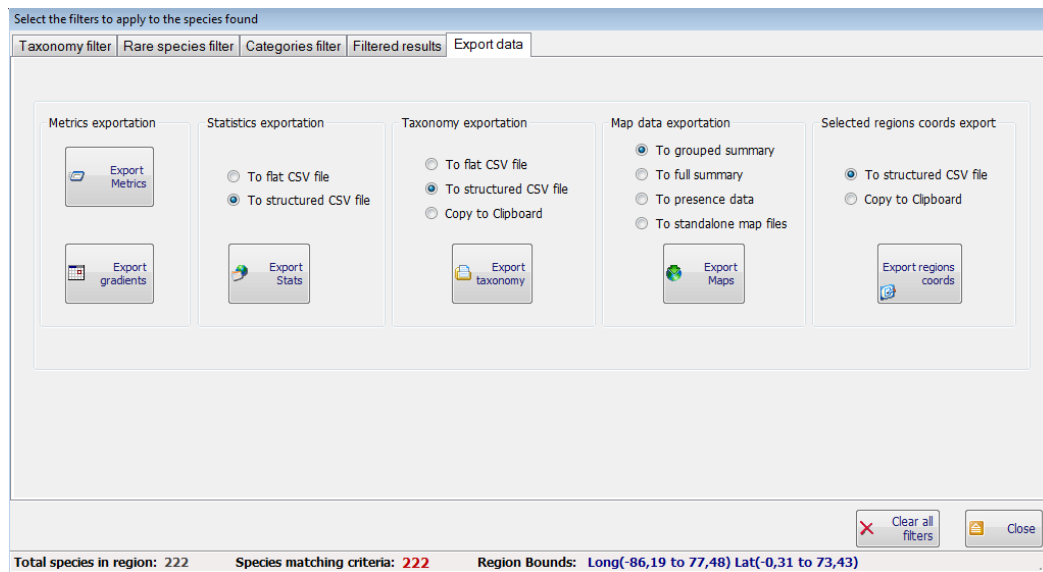 Select the filters to apply to the species found
Taxonomy filter Rare species filter Categories filter Filtered results Export data
Metrics exportation
Export
Metrics
Export
gradients
Statistics exportation
To flat CSV file
To structured CSV file
Export
Stats
Taxonomy exportation
To flat CSV file
To structured CSV file
Copy to Clipboard
Export
taxonomy
Map data exportation
To grouped summary
To full summary
To presence data
To standalone map files
Export
Maps
Selected regions coords export
To structured CSV file
Copy to Clipboard
Export regions
coords
Clear all
filters
Close
Total species in region: 222 Species matching criteria: 222 Region Bounds: Long(-86,19 to 77,48) Lat(-0,31 to 73,43)